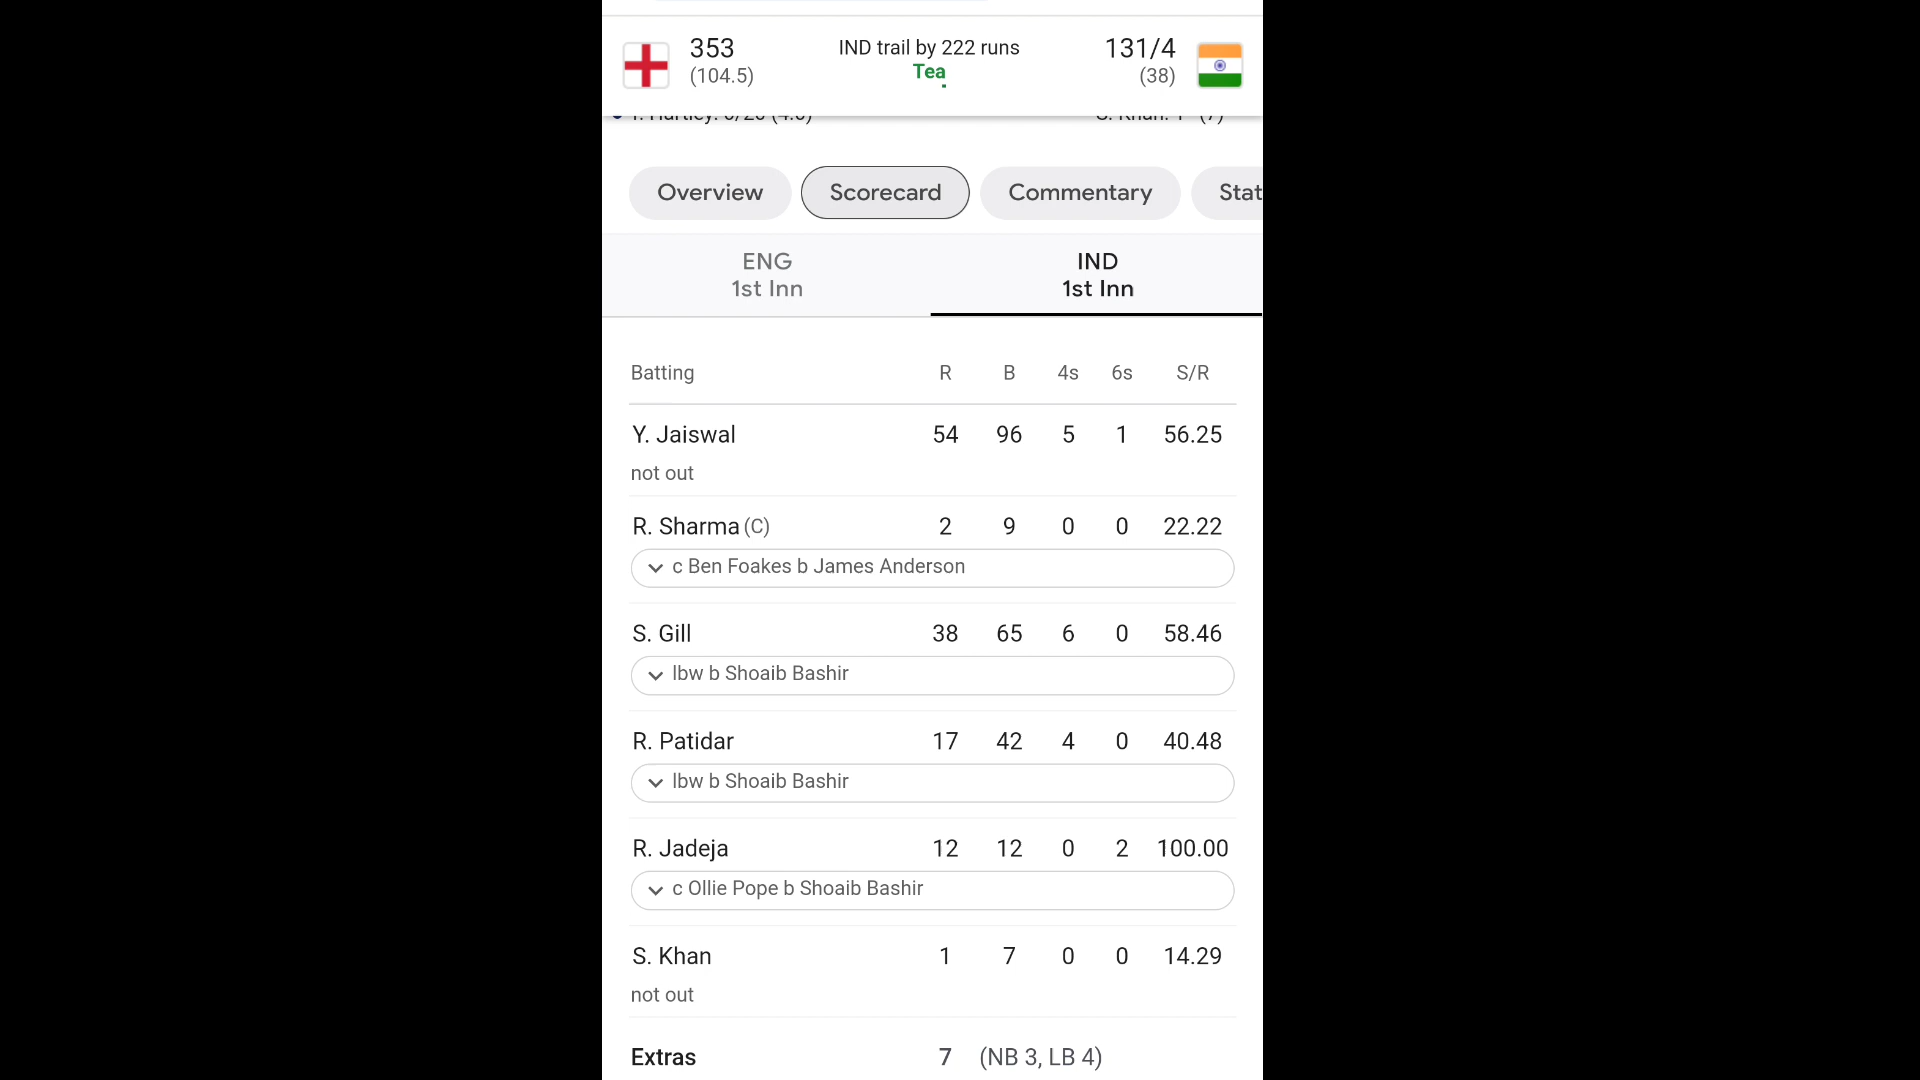 353 IND trail by 222 runs 131/4
(104.5) Tea (38)
Overview Scorecard Commentary Stat
ENG IND
1st Inn 1st Inn
Batting R B 4s 6s S/R
Y. Jaiswal 54 96 5 1 56.25
not out
R. Sharma (C) 2 9 0 0 22.22
c Ben Foakes b James Anderson
S. Gill 38 65 6 0 58.46
lbw b Shoaib Bashir
R. Patidar 17 42 4 0 40.48
lbw b Shoaib Bashir
R. Jadeja 12 12 0 2 100.00
c Ollie Pope b Shoaib Bashir
S. Khan 1 7 0 0 14.29
not out
Extras 7 (NB 3, LB 4)